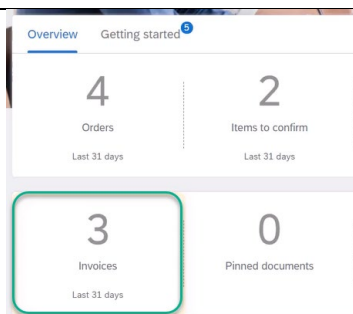 Overview Getting started 5
4 2
Orders Items to confirm
Last 31 days Last 31 days
3 0
Invoices Pinned documents
Last 31 days